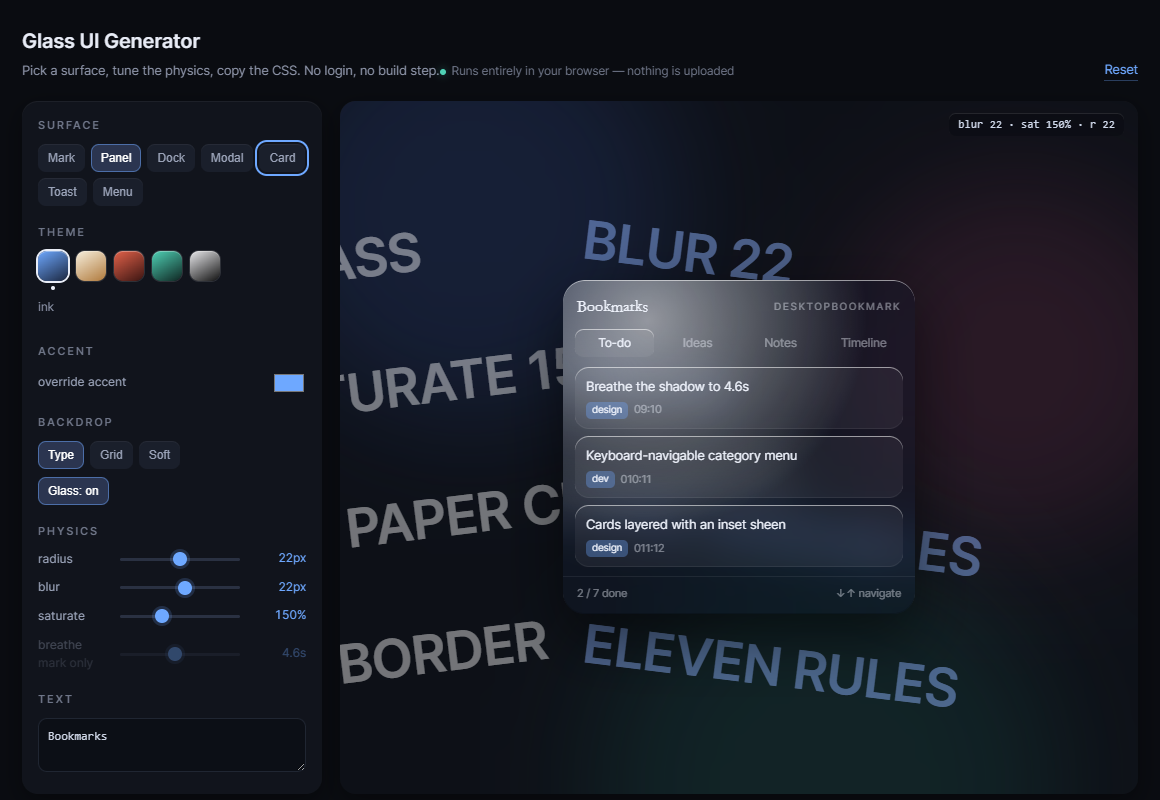 Glass UI Generator
Pick a surface, tune the physics, copy the CSS. No login, no build step.
Runs entirely in your browser — nothing is uploaded
Reset
SURFACE
Mark Panel Dock Modal Card
Toast Menu
THEME
ink
ACCENT
override accent
BACKDROP
Type Grid Soft
Glass: on
PHYSICS
radius 22px
blur 22px
saturate 150%
breathe 4.6s
mark only
TEXT
Bookmarks
blur 22 · sat 150% · r 22
ASS
BLUR 22
TURATE 15
PAPER C
ES
BORDER
ELEVEN RULES
Bookmarks DESKTOPBOOKMARK
To-do Ideas Notes Timeline
Breathe the shadow to 4.6s
design 09:10
Keyboard-navigable category menu
dev 010:11
Cards layered with an inset sheen
design 011:12
2 / 7 done ↓↑ navigate